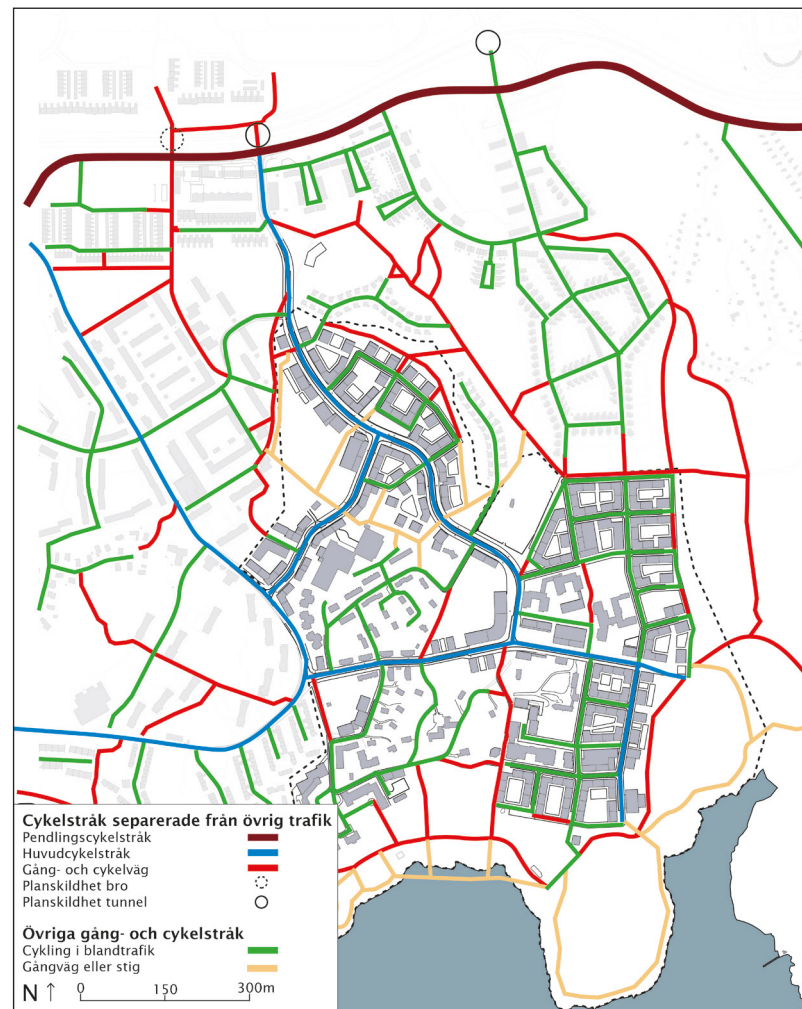 Cykelstråk separerade från övrig trafik
Pendlingscykelstråk
Huvudcykelstråk
Gång- och cykelväg
Planskildhet bro
Planskildhet tunnel
Övriga gång- och cykelstråk
Cykling i blandtrafik
Gångväg eller stig
N ↑ 0 150 300m